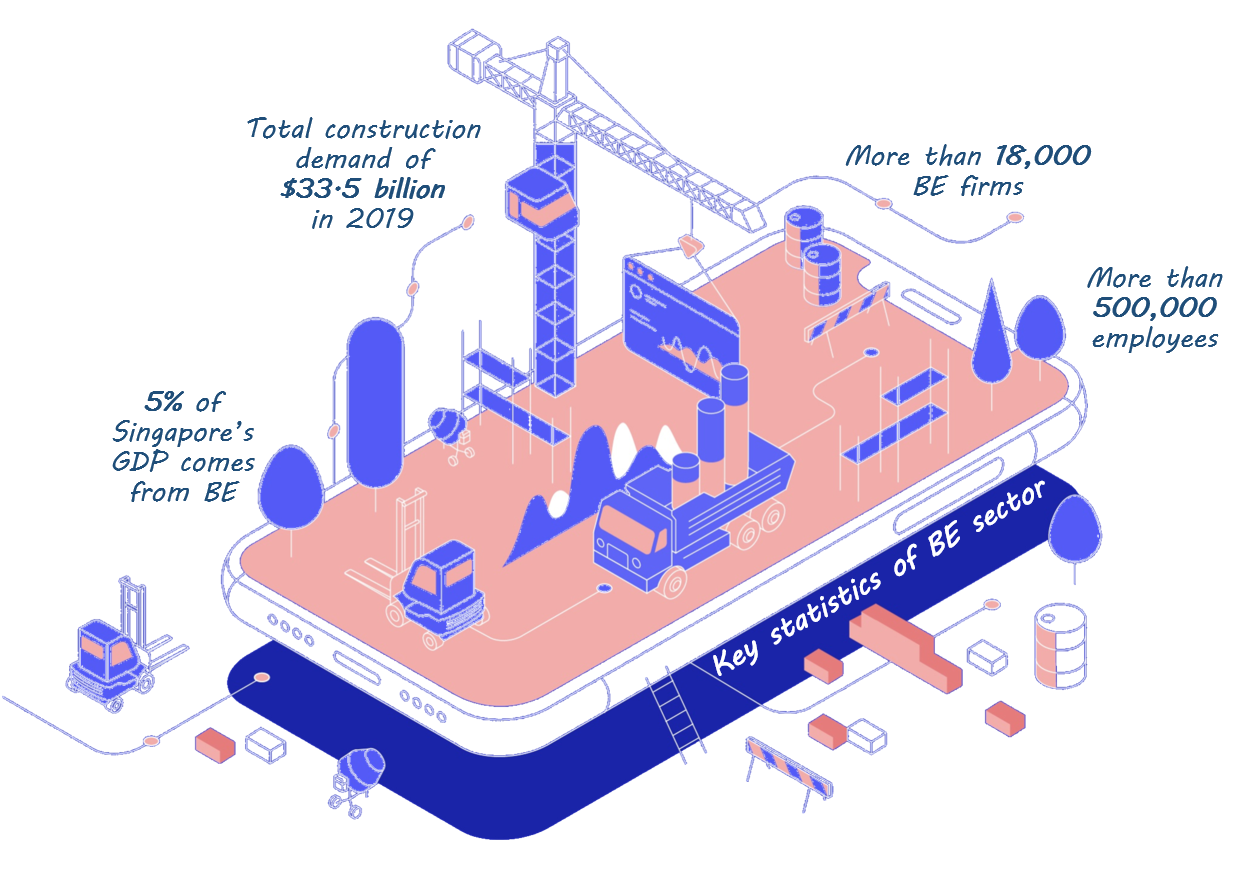 Total construction
demand of
$33·5 billion
in 2019
More than 18,000
BE firms
More than
500,000
employees
5% of
Singapore's
GDP comes
from BE
Key statistics of BE sector